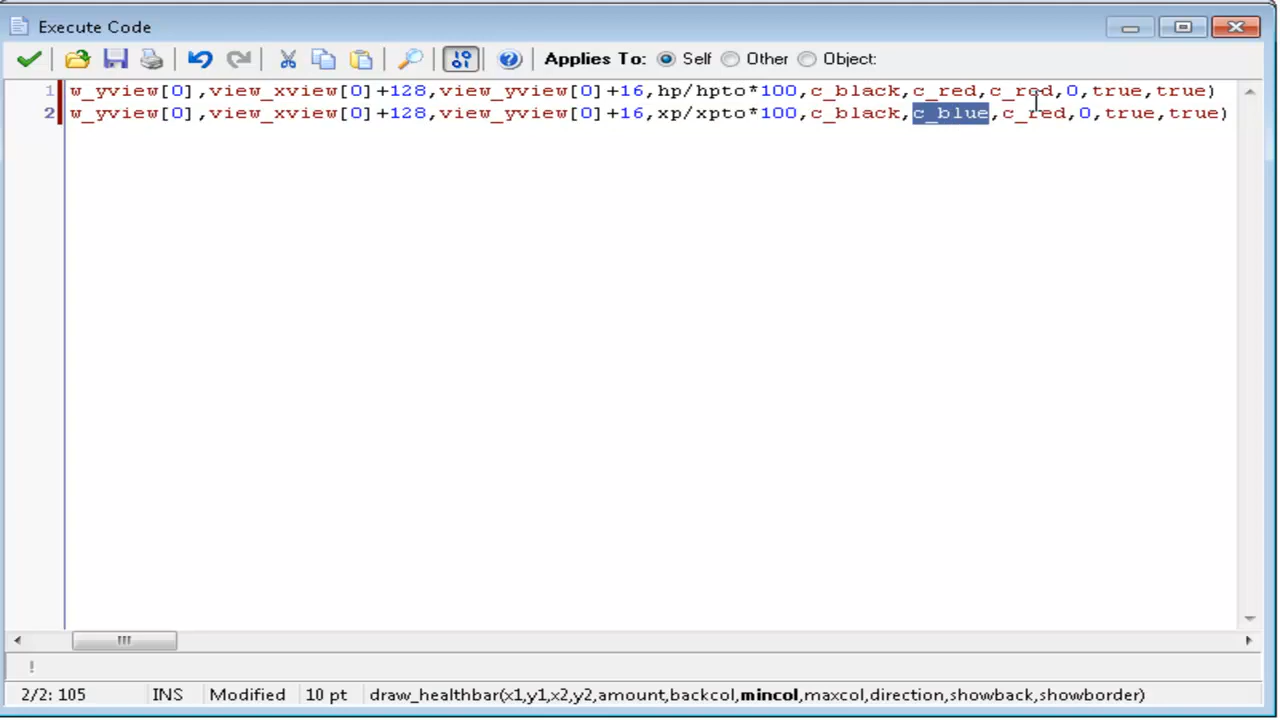 Execute Code
Applies To: Self Other Object:
1 w_yview[0],view_xview[0]+128,view_yview[0]+16,hp/hpto*100,c_black,c_red,c_red,0,true,true)
2 w_yview[0],view_xview[0]+128,view_yview[0]+16,xp/xpto*100,c_black,c_blue,c_red,0,true,true)
!
2/2: 105 INS Modified 10 pt draw_healthbar(x1,y1,x2,y2,amount,backcol,mincol,maxcol,direction,showback,showborder)